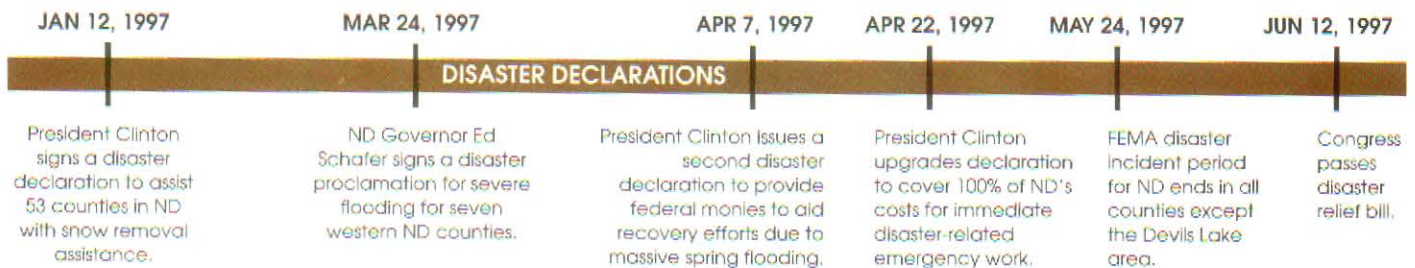 JAN 12, 1997
MAR 24, 1997
APR 7, 1997
APR 22, 1997
MAY 24, 1997
JUN 12, 1997
DISASTER DECLARATIONS
President Clinton
signs a disaster
declaration to assist
53 counties in ND
with snow removal
assistance.
ND Governor Ed
Schafer signs a disaster
proclamation for severe
flooding for seven
western ND counties.
President Clinton issues a
second disaster
declaration to provide
federal monies to aid
recovery efforts due to
massive spring flooding.
President Clinton
upgrades declaration
to cover 100% of ND's
costs for immediate
disaster-related
emergency work.
FEMA disaster
incident period
for ND ends in all
counties except
the Devils Lake
area.
Congress
passes
disaster
relief bill.